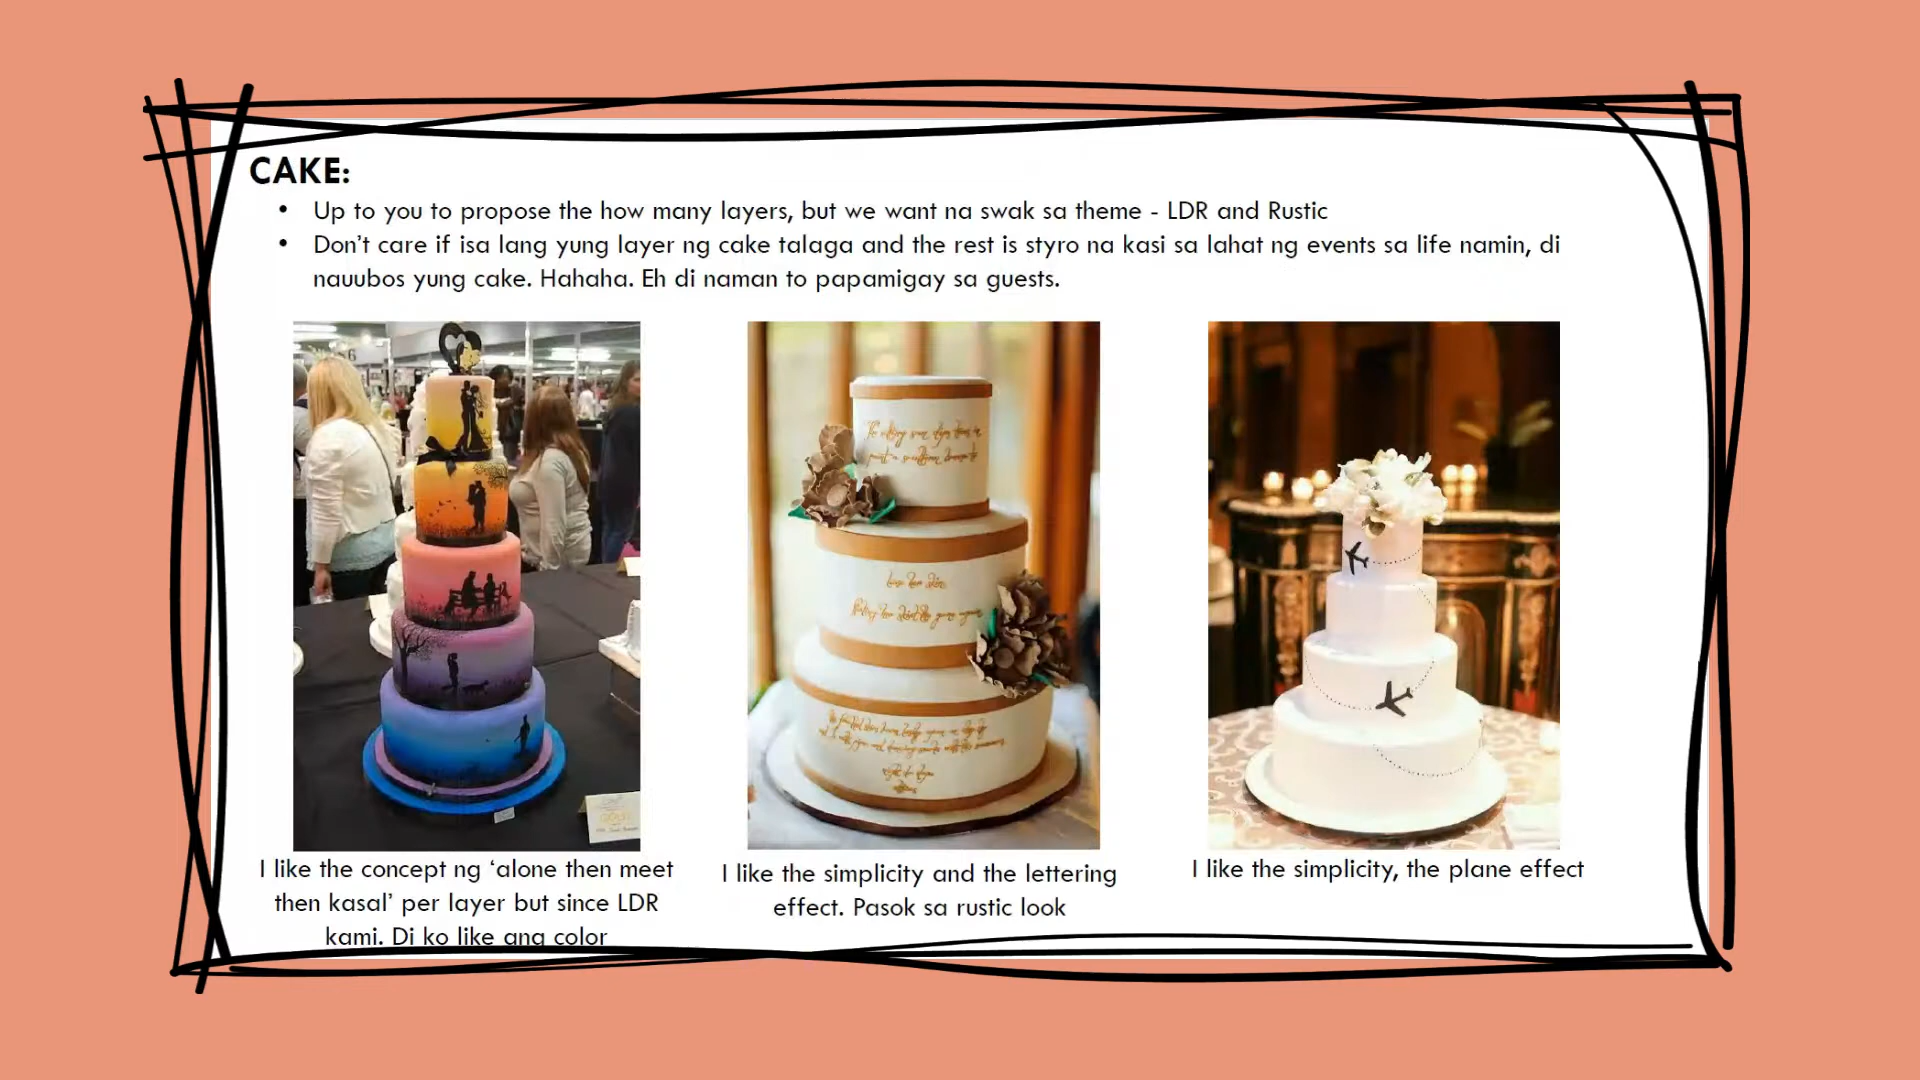 CAKE:
• Up to you to propose the how many layers, but we want na swak sa theme - LDR and Rustic
• Don't care if isa lang yung layer ng cake talaga and the rest is styro na kasi sa lahat ng events sa life namin, di
nauubos yung cake. Hahaha. Eh di naman to papamigay sa guests.
I like the concept ng ‘alone then meet
then kasal’ per layer but since LDR
kami. Di ko like ang color
I like the simplicity and the lettering
effect. Pasok sa rustic look
I like the simplicity, the plane effect